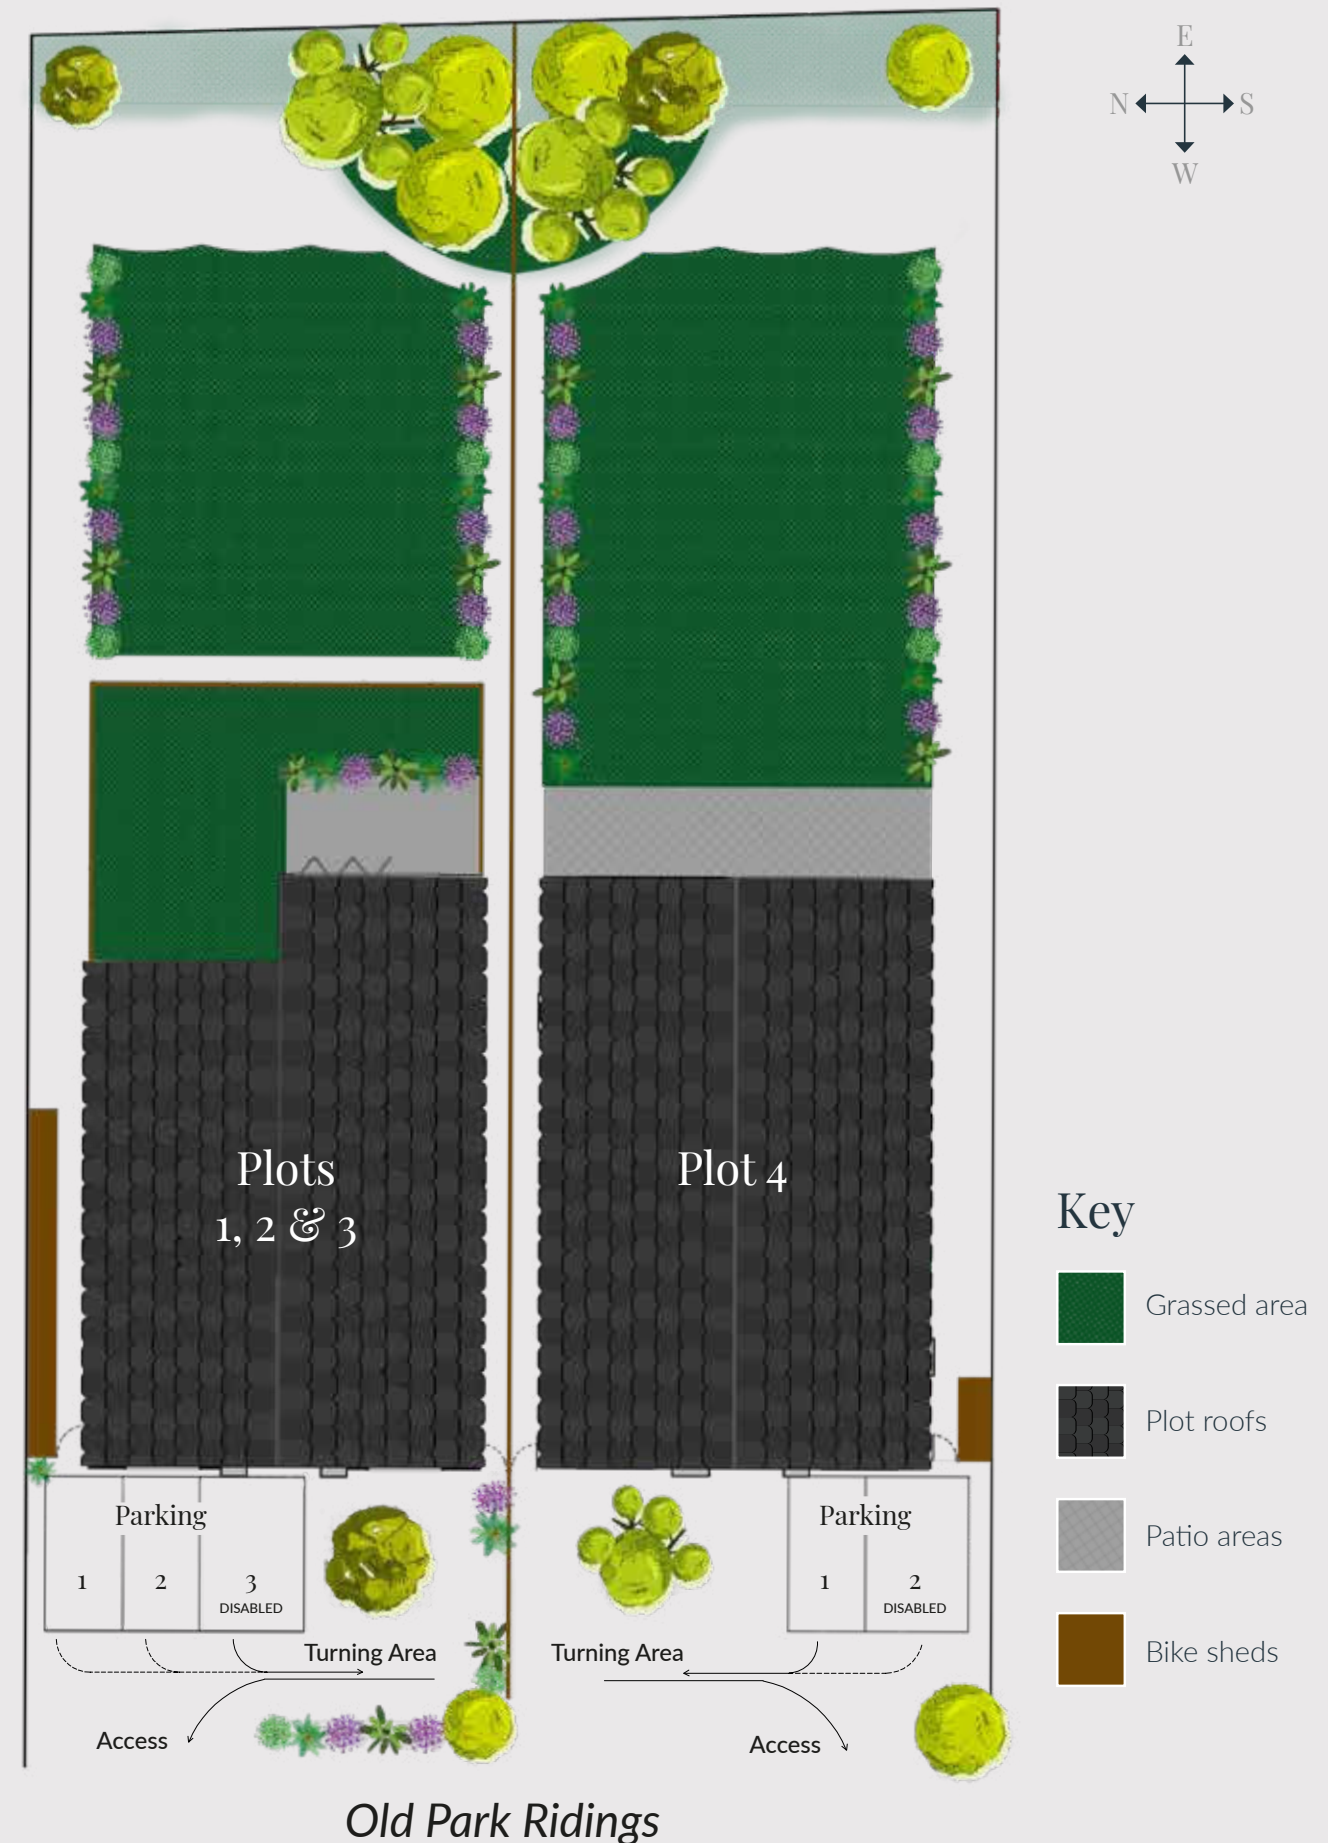 E
N S
W
Plots
1, 2 & 3
Plot 4
Key
Grassed area
Plot roofs
Patio areas
Bike sheds
Parking
1 2 3
DISABLED
Parking
1 2
DISABLED
Turning Area
Turning Area
Access
Access
Old Park Ridings